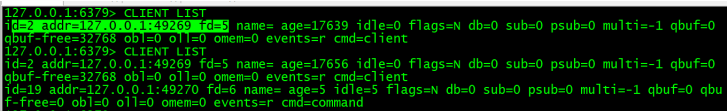 127.0.0.1:6379> CLIENT LIST
id=2 addr=127.0.0.1:49269 fd=5 name= age=17639 idle=0 flags=N db=0 sub=0 psub=0 multi=-1 qbuf=0
qbuf-free=32768 obl=0 oll=0 omem=0 events=r cmd=client
127.0.0.1:6379> CLIENT LIST
id=2 addr=127.0.0.1:49269 fd=5 name= age=17656 idle=0 flags=N db=0 sub=0 psub=0 multi=-1 qbuf=0
qbuf-free=32768 obl=0 oll=0 omem=0 events=r cmd=client
id=19 addr=127.0.0.1:49270 fd=6 name= age=5 idle=5 flags=N db=0 sub=0 psub=0 multi=-1 qbuf=0 qbu
f-free=0 obl=0 oll=0 omem=0 events=r cmd=command